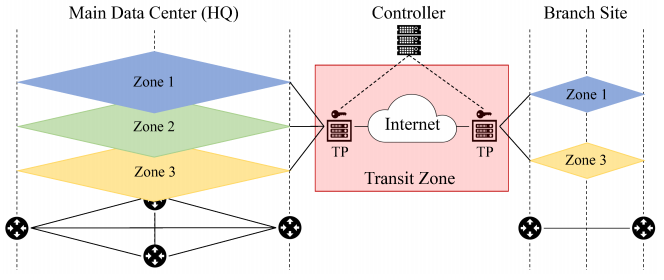 Main Data Center (HQ)
Controller
Branch Site
Zone 1
Zone 2
Zone 3
Internet
TP
TP
Transit Zone
Zone 1
Zone 3